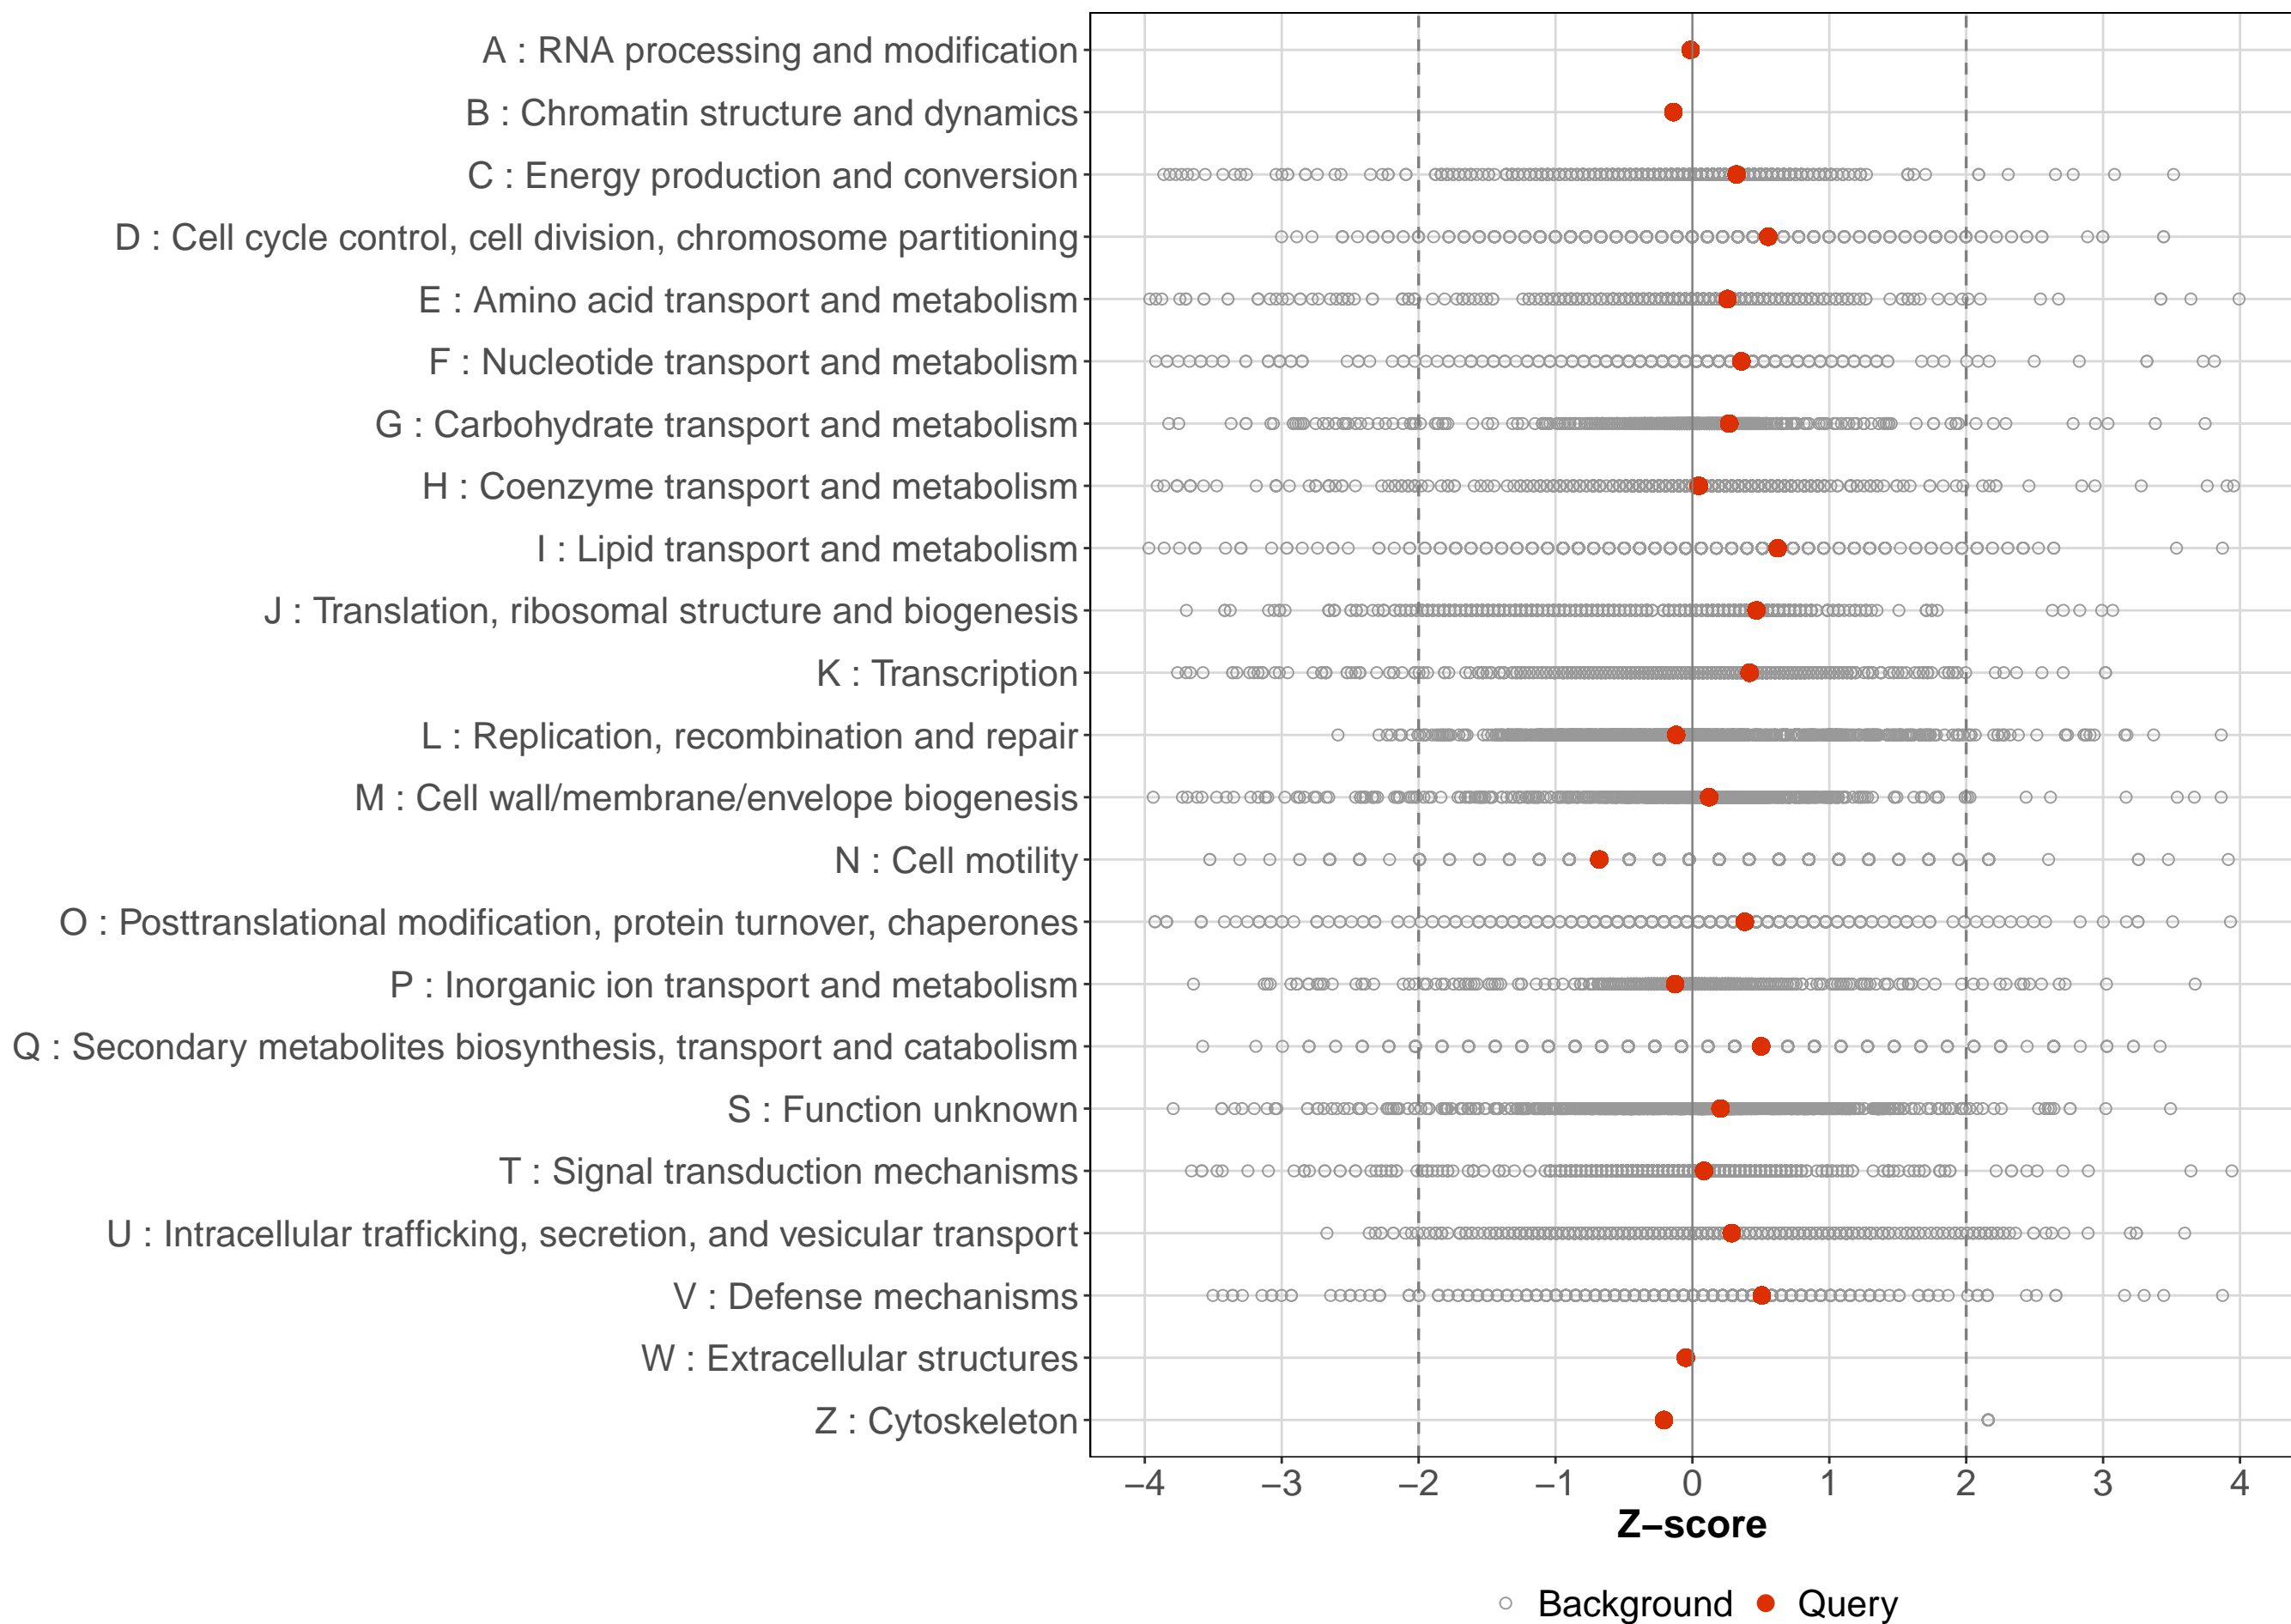 A : RNA processing and modification
B : Chromatin structure and dynamics
C : Energy production and conversion
D : Cell cycle control, cell division, chromosome partitioning
E : Amino acid transport and metabolism
F : Nucleotide transport and metabolism
G : Carbohydrate transport and metabolism
H : Coenzyme transport and metabolism
I : Lipid transport and metabolism
J : Translation, ribosomal structure and biogenesis
K : Transcription
L : Replication, recombination and repair
M : Cell wall/membrane/envelope biogenesis
N : Cell motility
O : Posttranslational modification, protein turnover, chaperones
P : Inorganic ion transport and metabolism
Q : Secondary metabolites biosynthesis, transport and catabolism
S : Function unknown
T : Signal transduction mechanisms
U : Intracellular trafficking, secretion, and vesicular transport
V : Defense mechanisms
W : Extracellular structures
Z : Cytoskeleton
−4 −3 −2 −1 0 1 2 3 4
Z−score
Background Query